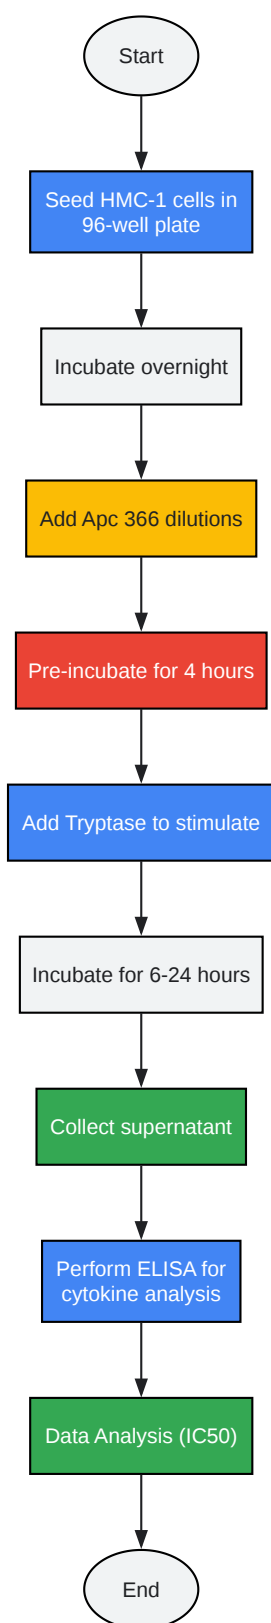 Start
Seed HMC-1 cells in
96-well plate
Incubate overnight
Add Apc 366 dilutions
Pre-incubate for 4 hours
Add Tryptase to stimulate
Incubate for 6-24 hours
Collect supernatant
Perform ELISA for
cytokine analysis
Data Analysis (IC50)
End